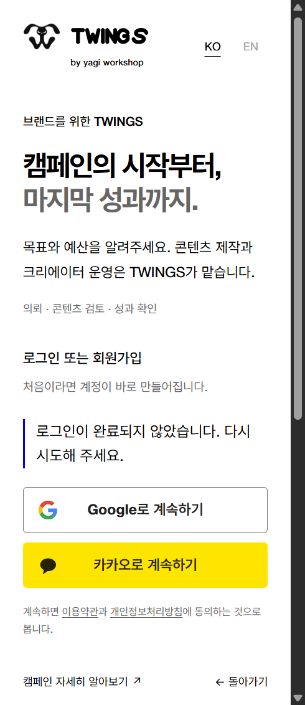 TWINGS
by yagi workshop
KO EN
브랜드를 위한 TWINGS
캠페인의 시작부터,
마지막 성과까지.
목표와 예산을 알려주세요. 콘텐츠 제작과
크리에이터 운영은 TWINGS가 맡습니다.
의뢰 · 콘텐츠 검토 · 성과 확인
로그인 또는 회원가입
처음이라면 계정이 바로 만들어집니다.
로그인이 완료되지 않았습니다. 다시
시도해 주세요.
Google로 계속하기
카카오로 계속하기
계속하면 이용약관과 개인정보처리방침에 동의하는 것으로
봅니다.
캠페인 자세히 알아보기 ↗
← 돌아가기